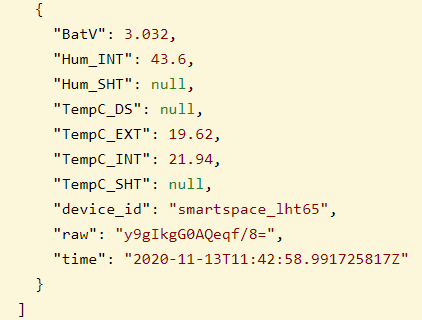 {
"BatV": 3.032,
"Hum_INT": 43.6,
"Hum_SHT": null,
"TempC_DS": null,
"TempC_EXT": 19.62,
"TempC_INT": 21.94,
"TempC_SHT": null,
"device_id": "smartspace_lht65",
"raw": "y9gIkgG0AQeqf/8=",
"time": "2020-11-13T11:42:58.991725817Z"
}
]